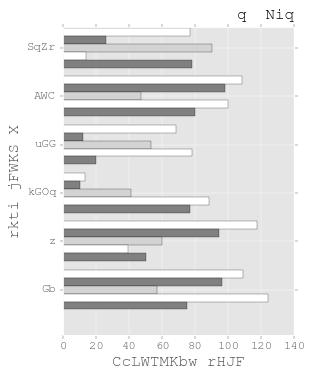 q  Niq
SqZr
AWC
uGG
kGOq
z
Gb
rkti jFWKS X
0 20 40 60 80 100 120 140
CcLWTMKbw rHJF